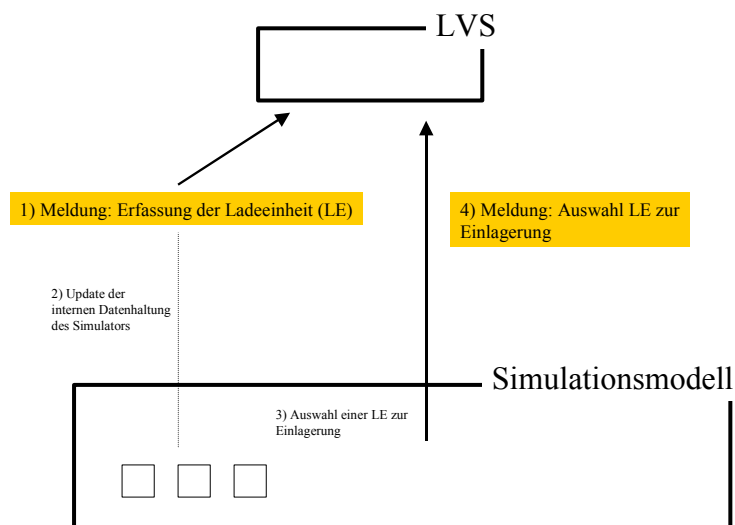 LVS
1) Meldung: Erfassung der Ladeeinheit (LE)
4) Meldung: Auswahl LE zur
Einlagerung
2) Update der
internen Datenhaltung
des Simulators
Simulationsmodell
3) Auswahl einer LE zur
Einlagerung